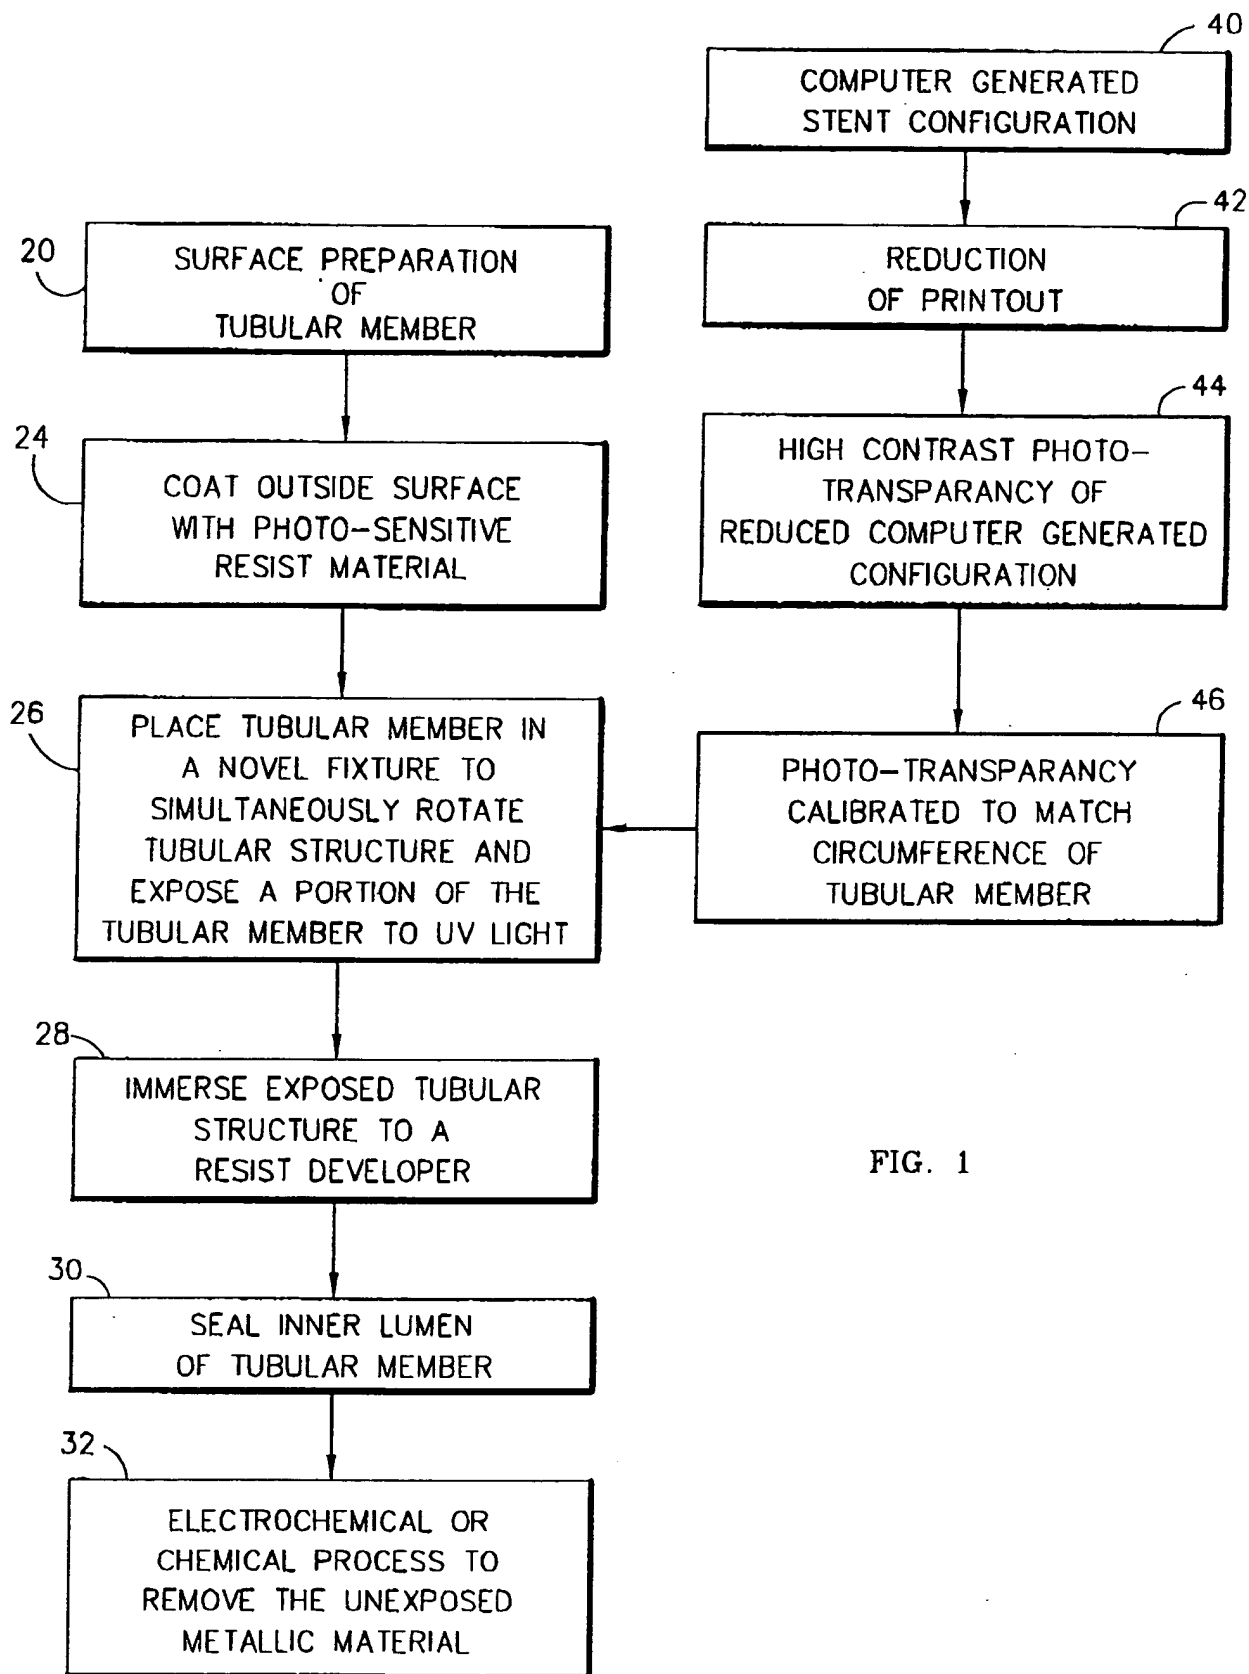 40
COMPUTER GENERATED
STENT CONFIGURATION
42
REDUCTION
OF PRINTOUT
44
HIGH CONTRAST PHOTO-
TRANSPARANCY OF
REDUCED COMPUTER GENERATED
CONFIGURATION
46
PHOTO-TRANSPARANCY
CALIBRATED TO MATCH
CIRCUMFERENCE OF
TUBULAR MEMBER
20
SURFACE PREPARATION
OF
TUBULAR MEMBER
24
COAT OUTSIDE SURFACE
WITH PHOTO-SENSITIVE
RESIST MATERIAL
26
PLACE TUBULAR MEMBER IN
A NOVEL FIXTURE TO
SIMULTANEOUSLY ROTATE
TUBULAR STRUCTURE AND
EXPOSE A PORTION OF THE
TUBULAR MEMBER TO UV LIGHT
28
IMMERSE EXPOSED TUBULAR
STRUCTURE TO A
RESIST DEVELOPER
30
SEAL INNER LUMEN
OF TUBULAR MEMBER
32
ELECTROCHEMICAL OR
CHEMICAL PROCESS TO
REMOVE THE UNEXPOSED
METALLIC MATERIAL
FIG. 1